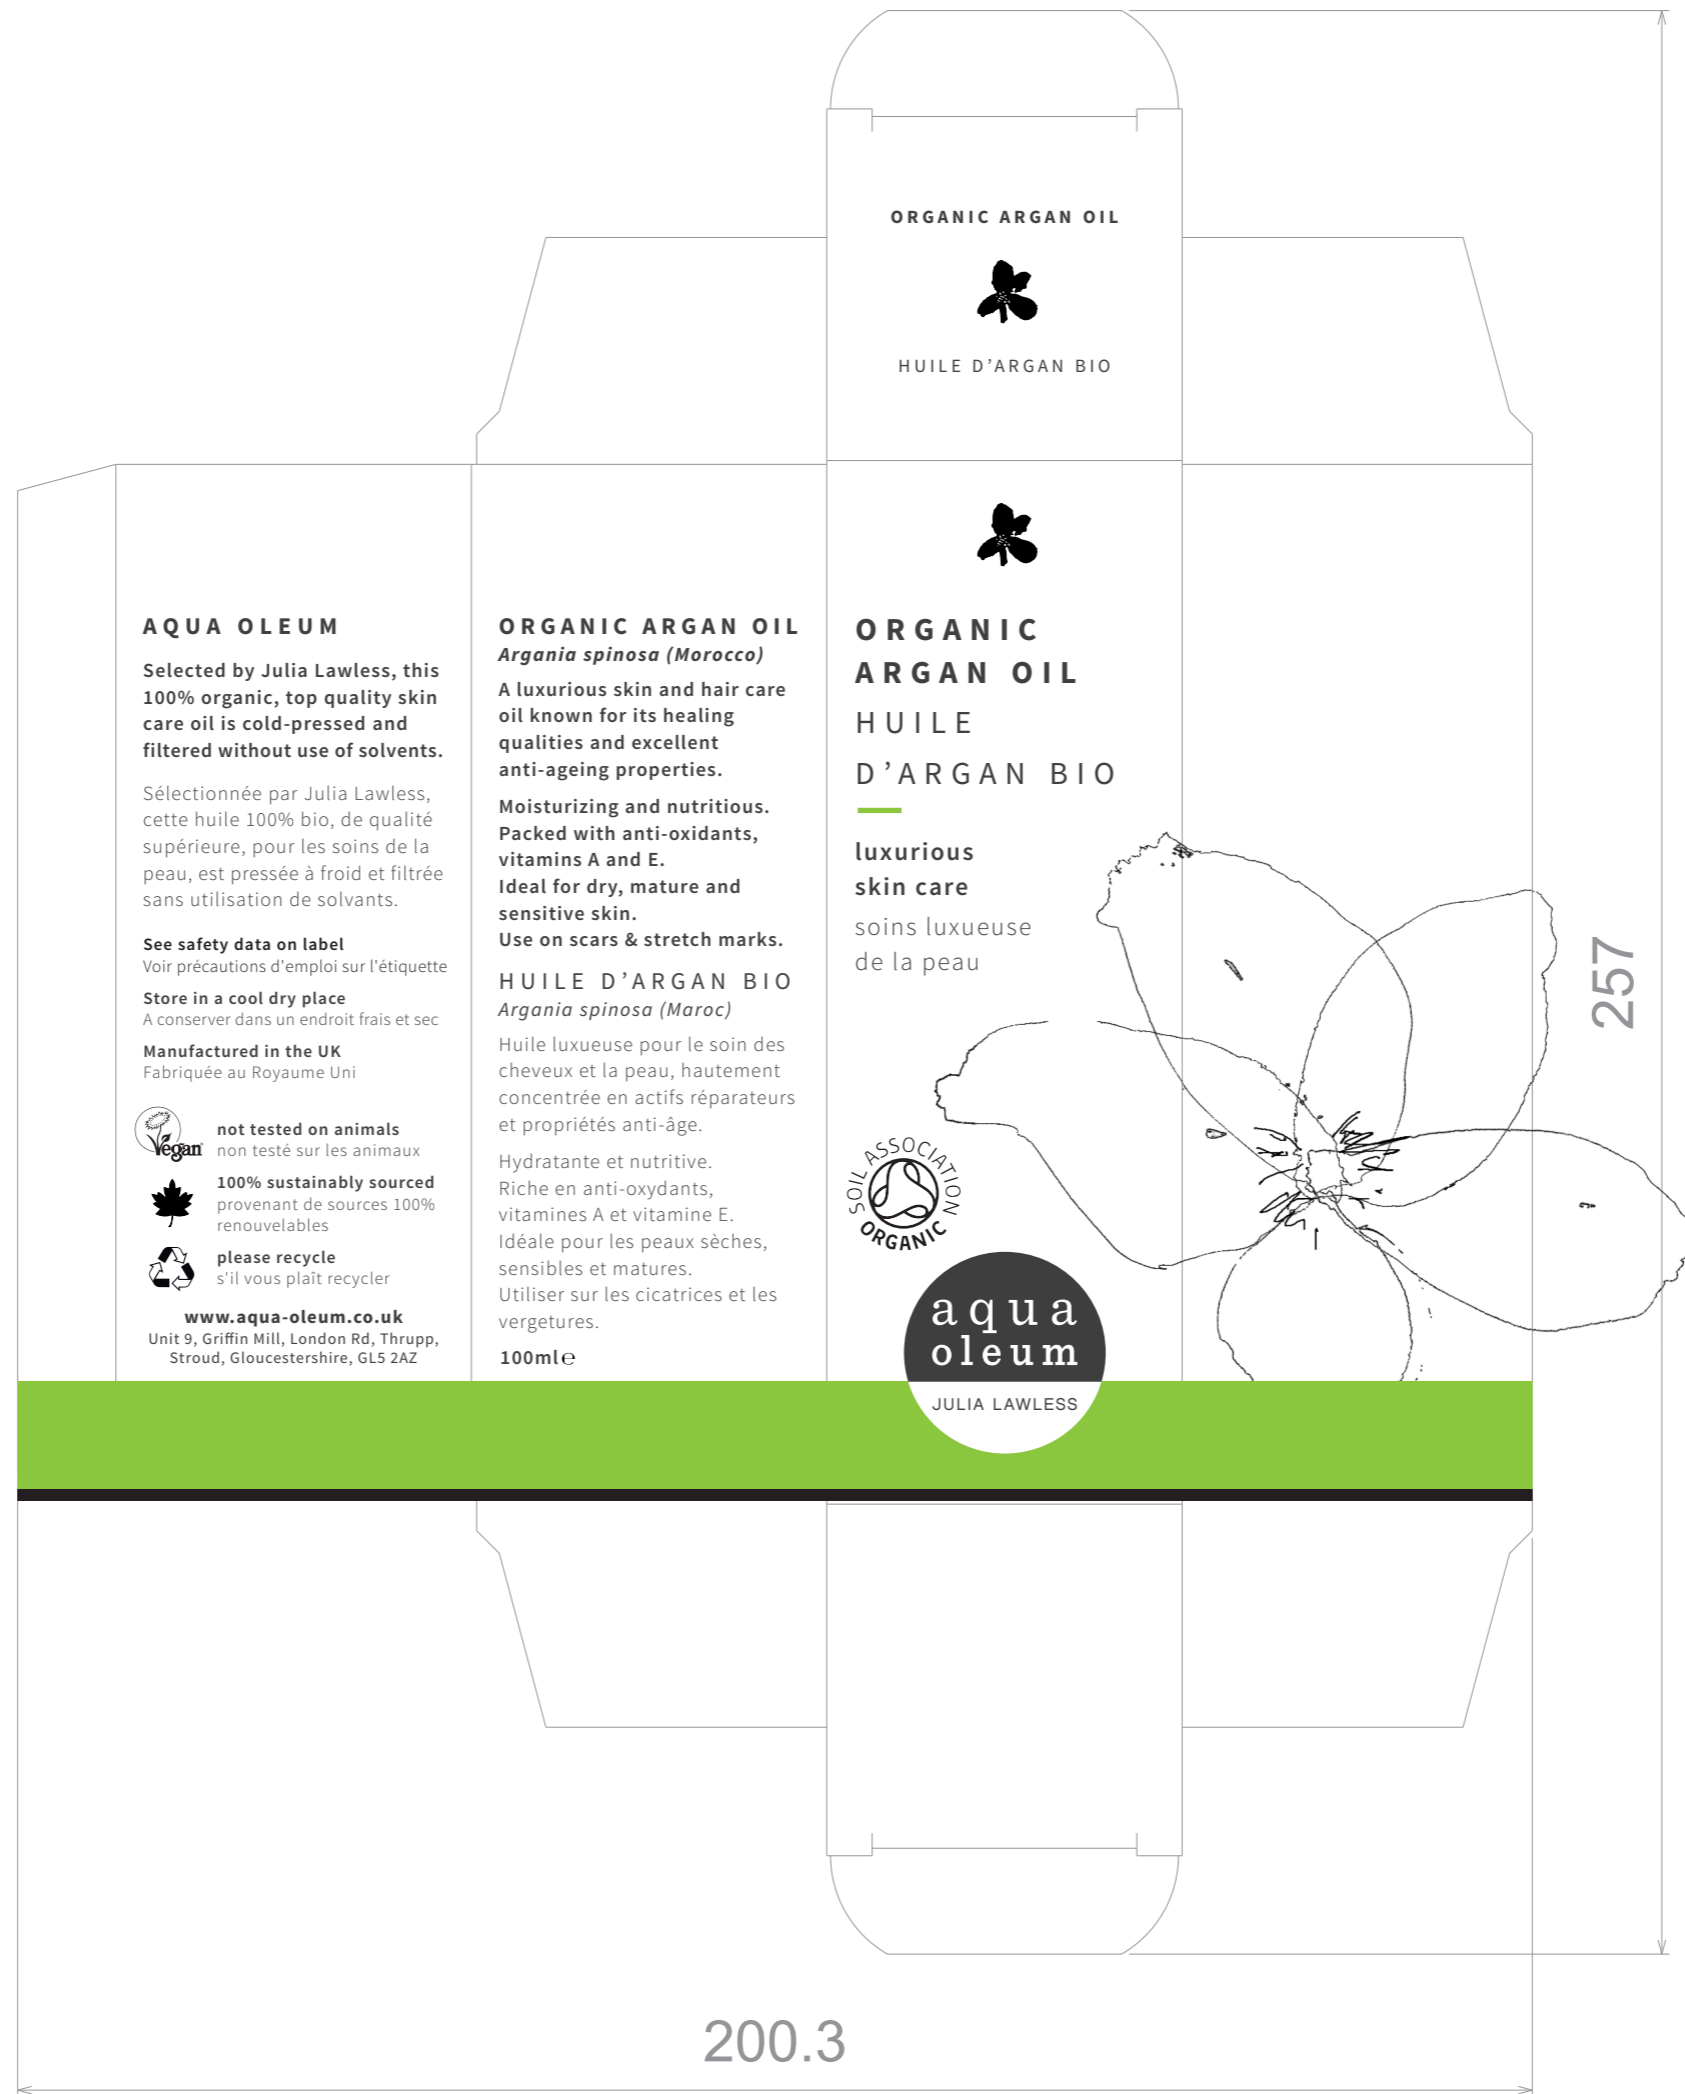 ORGANIC ARGAN OIL
HUILE D’ARGAN BIO
AQUA OLEUM
Selected by Julia Lawless, this
100% organic, top quality skin
care oil is cold-pressed and
filtered without use of solvents.
Sélectionnée par Julia Lawless,
cette huile 100% bio, de qualité
supérieure, pour les soins de la
peau, est pressée à froid et filtrée
sans utilisation de solvants.
See safety data on label
Voir précautions d'emploi sur l'étiquette
Store in a cool dry place
A conserver dans un endroit frais et sec
Manufactured in the UK
Fabriquée au Royaume Uni
Vegan
not tested on animals
non testé sur les animaux
100% sustainably sourced
provenant de sources 100%
renouvelables
please recycle
s'il vous plaît recycler
www.aqua-oleum.co.uk
Unit 9, Griffin Mill, London Rd, Thrupp,
Stroud, Gloucestershire, GL5 2AZ
ORGANIC ARGAN OIL
Argania spinosa (Morocco)
A luxurious skin and hair care
oil known for its healing
qualities and excellent
anti-ageing properties.
Moisturizing and nutritious.
Packed with anti-oxidants,
vitamins A and E.
Ideal for dry, mature and
sensitive skin.
Use on scars & stretch marks.
HUILE D’ARGAN BIO
Argania spinosa (Maroc)
Huile luxueuse pour le soin des
cheveux et la peau, hautement
concentrée en actifs réparateurs
et propriétés anti-âge.
Hydratante et nutritive.
Riche en anti-oxydants,
vitamines A et vitamine E.
Idéale pour les peaux sèches,
sensibles et matures.
Utiliser sur les cicatrices et les
vergetures.
100ml℮
ORGANIC
ARGAN OIL
HUILE
D’ARGAN BIO
luxurious
skin care
soins luxueuse
de la peau
SOIL ASSOCIATION
ORGANIC
aqua
oleum
JULIA LAWLESS
257
200.3